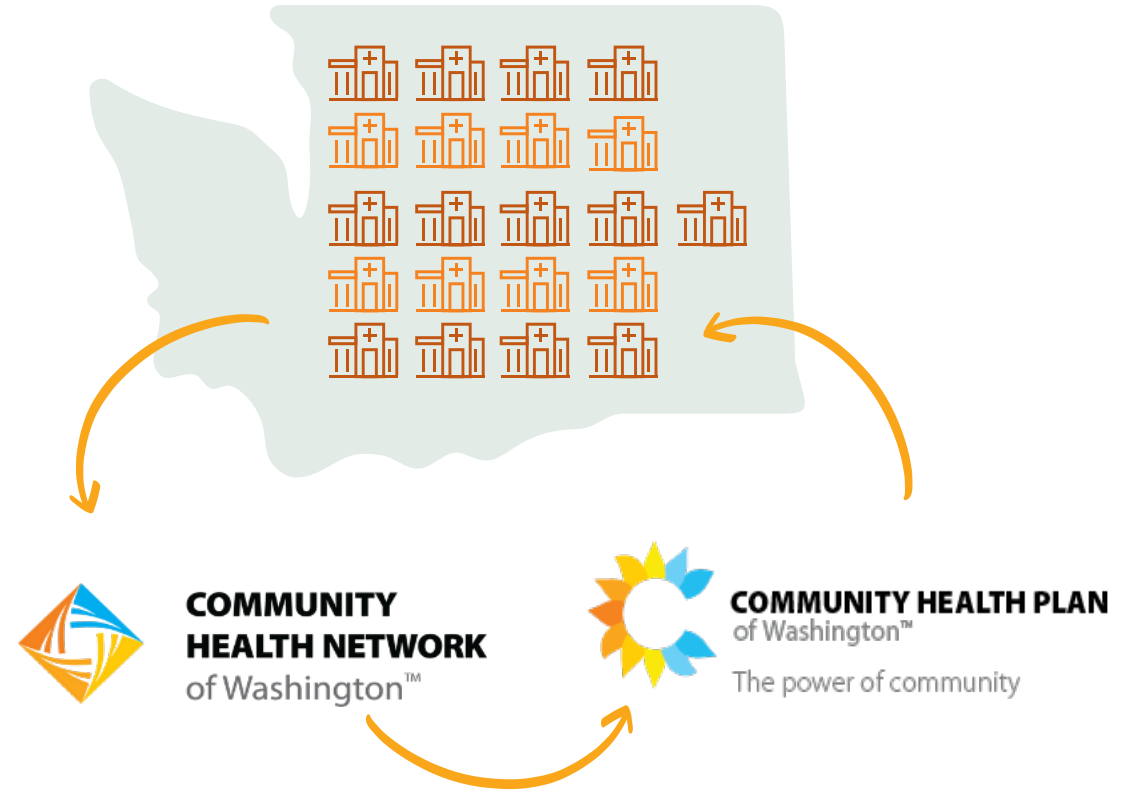 COMMUNITY
HEALTH NETWORK
of Washington™
COMMUNITY HEALTH PLAN
of Washington™
The power of community